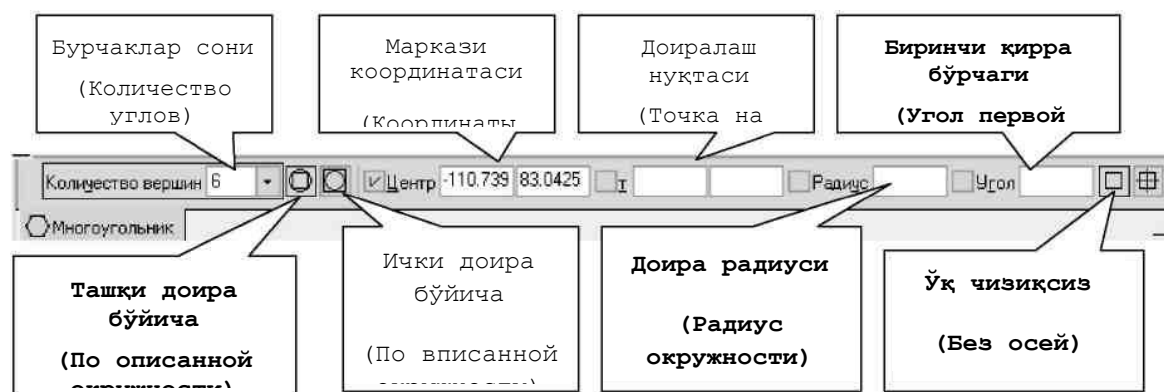 Бурчаклар сони
(Количество
углов)
Маркази
координатаси
(Координаты
Доиралаш
нуқтаси
(Точка на
Биринчи қирра
бўрчаги
(Угол первой
Количество вершин 6 Центр -110.739 83.0425 т Радиус Угол
Многоугольник
Ташқи доира
бўйича
(По описанной
окружности)
Ички доира
бўйича
(По вписанной
Доира радиуси
(Радиус
окружности)
Ўқ чизиқсиз
(Без осей)